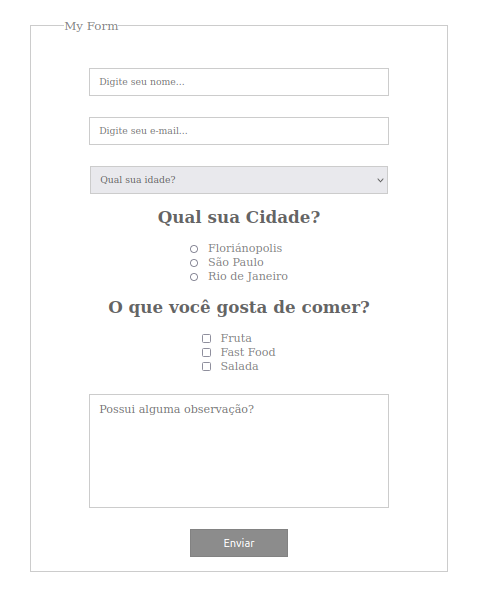 My Form
Digite seu nome...
Digite seu e-mail...
Qual sua idade?
Qual sua Cidade?
Floriánopolis
São Paulo
Rio de Janeiro
O que você gosta de comer?
Fruta
Fast Food
Salada
Possui alguma observação?
Enviar